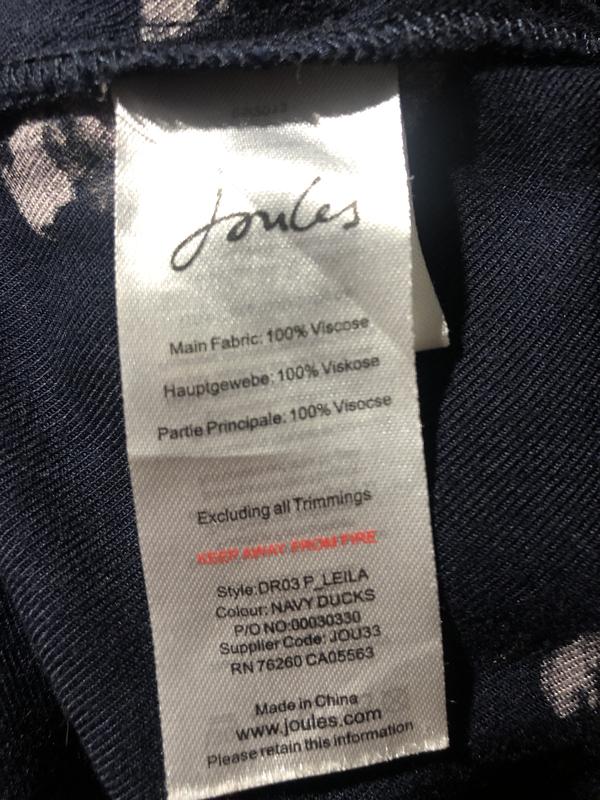 Joules
Main Fabric: 100% Viscose
Hauptgewebe: 100% Viskose
Partie Principale: 100% Visocse
Excluding all Trimmings
KEEP AWAY FROM FIRE
Style:DR03 P_LEILA
Colour: NAVY DUCKS
P/O NO:00030330
Supplier Code: JOU33
RN 76260 CA05563
Made in China
www.joules.com
Please retain this information